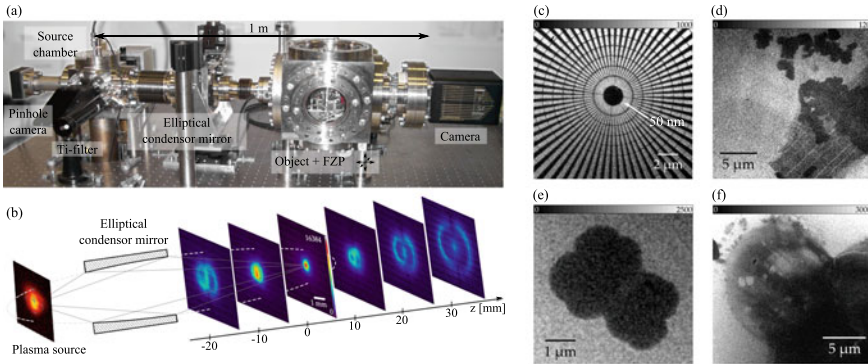 (a)
1 m
Source
chamber
Pinhole
camera
Ti-filter
Elliptical
condensor mirror
Object + FZP
Camera
(b)
Elliptical
condensor mirror
Plasma source
16384
0
1 mm
-20
-10
0
10
20
30
z [mm]
(c)
0
1000
50 nm
2 μm
(d)
0
120
5 μm
(e)
0
2500
1 μm
(f)
0
3000
5 μm